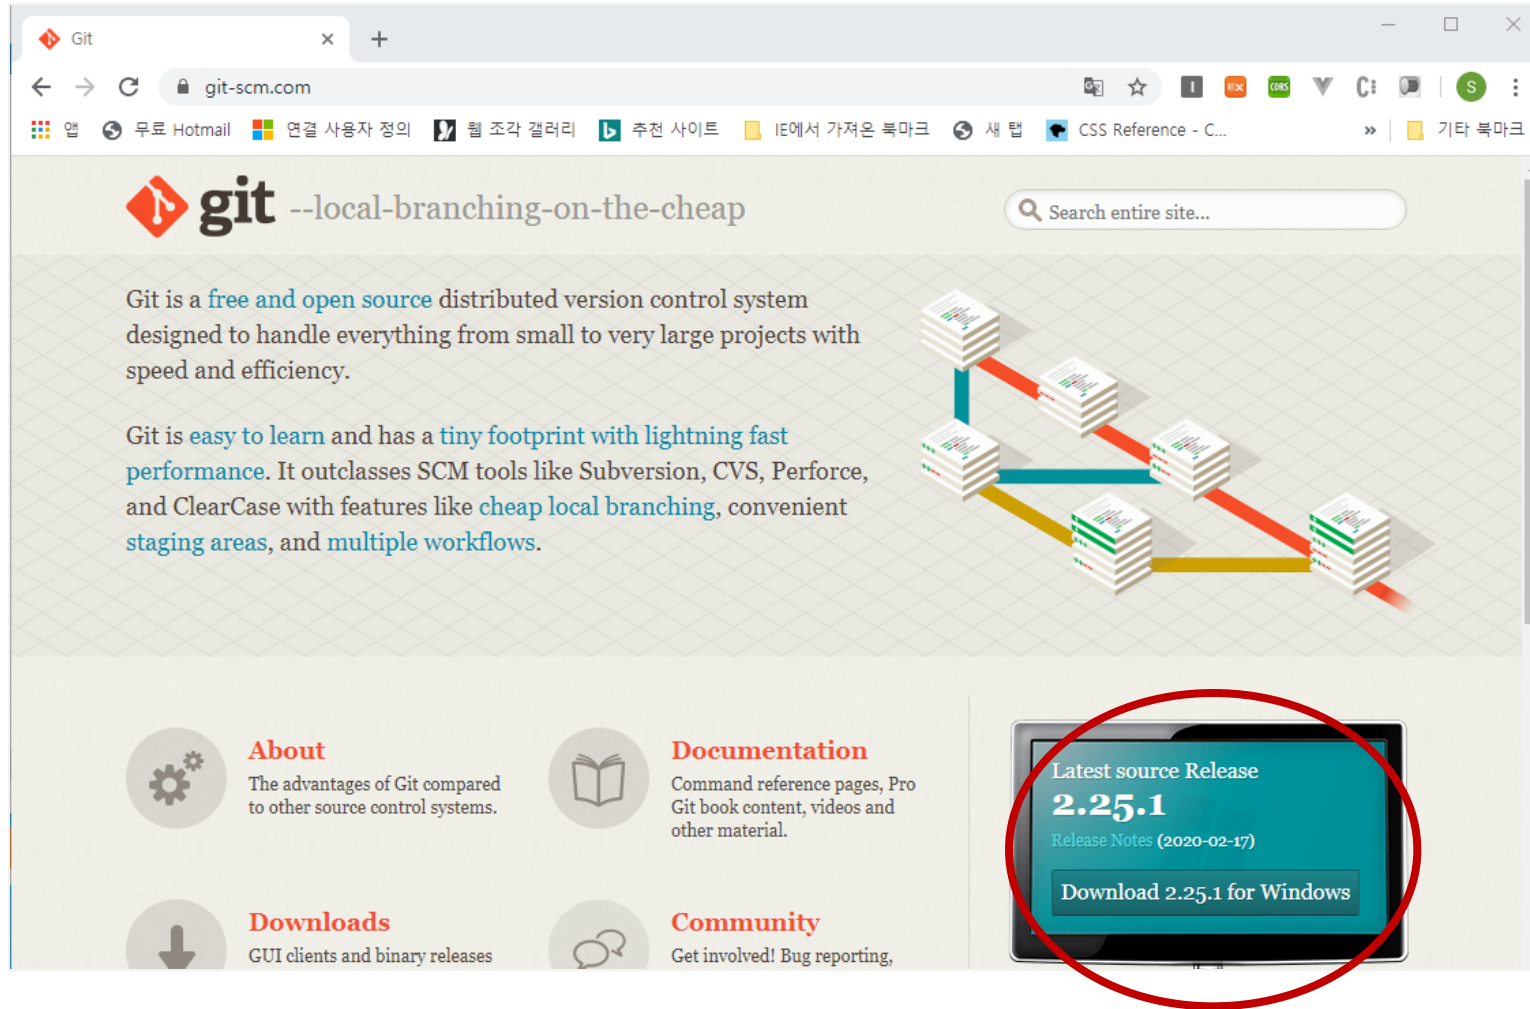 Git
git-scm.com
앱 무료 Hotmail 연결 사용자 정의 웹 조각 갤러리 추천 사이트 IE에서 가져온 북마크 새 탭 CSS Reference - C... » 기타 북마크
git --local-branching-on-the-cheap
Search entire site...
Git is a free and open source distributed version control system
designed to handle everything from small to very large projects with
speed and efficiency.
Git is easy to learn and has a tiny footprint with lightning fast
performance. It outclasses SCM tools like Subversion, CVS, Perforce,
and ClearCase with features like cheap local branching, convenient
staging areas, and multiple workflows.
About
The advantages of Git compared
to other source control systems.
Documentation
Command reference pages, Pro
Git book content, videos and
other material.
Downloads
GUI clients and binary releases
Community
Get involved! Bug reporting,
Latest source Release
2.25.1
Release Notes (2020-02-17)
Download 2.25.1 for Windows